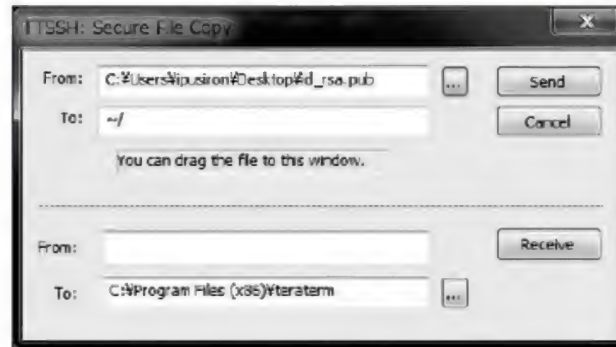 TTSSH: Secure File Copy
From: C:¥Users¥ipusiron¥Desktop¥id_rsa.pub ... Send
To: ~/ Cancel
You can drag the file to this window.
From: Receive
To: C:¥Program Files (x86)¥teraterm ...